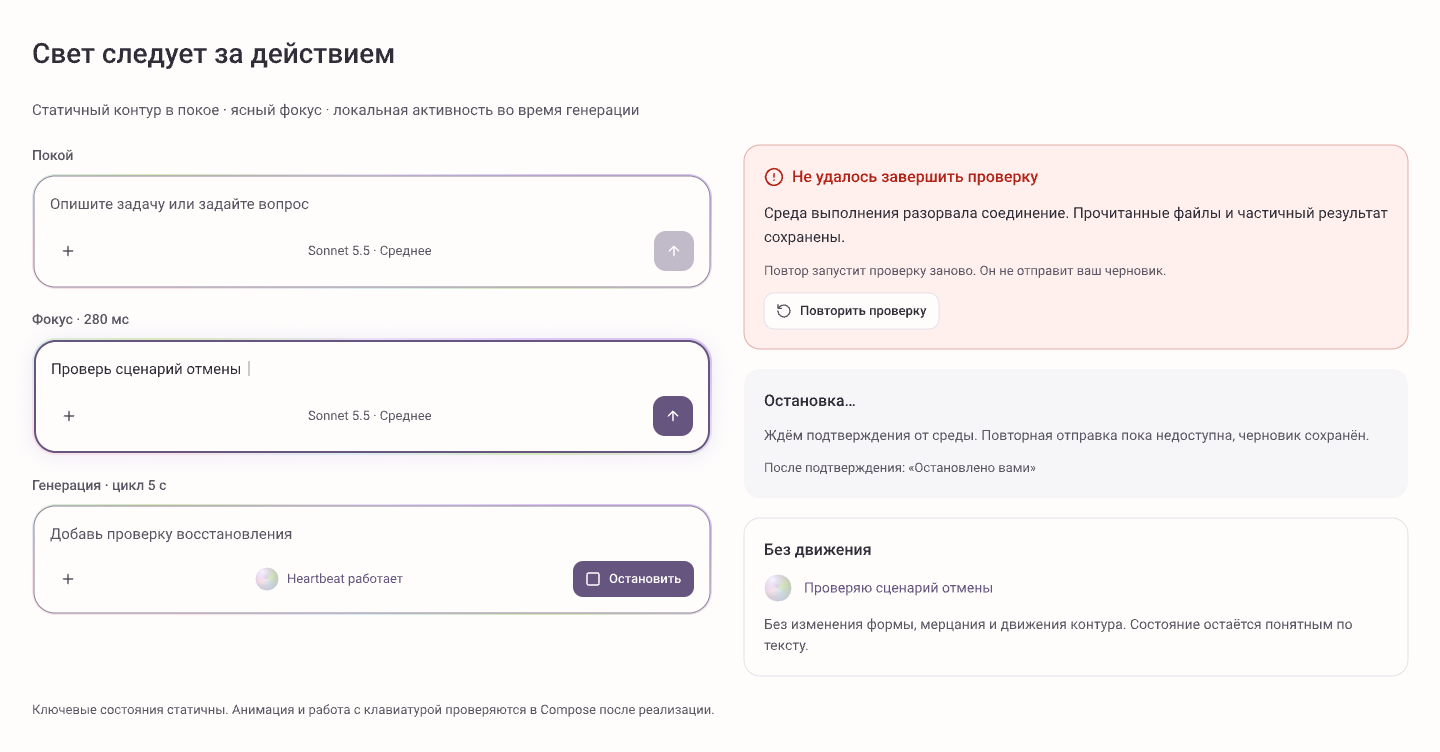 Свет следует за действием
Статичный контур в покое · ясный фокус · локальная активность во время генерации
Покой
Опишите задачу или задайте вопрос
Sonnet 5.5 · Среднее
Фокус · 280 мс
Проверь сценарий отмены
Sonnet 5.5 · Среднее
Генерация · цикл 5 с
Добавь проверку восстановления
Heartbeat работает
Остановить
Не удалось завершить проверку
Среда выполнения разорвала соединение. Прочитанные файлы и частичный результат
сохранены.
Повтор запустит проверку заново. Он не отправит ваш черновик.
Повторить проверку
Остановка…
Ждём подтверждения от среды. Повторная отправка пока недоступна, черновик сохранён.
После подтверждения: «Остановлено вами»
Без движения
Проверяю сценарий отмены
Без изменения формы, мерцания и движения контура. Состояние остаётся понятным по
тексту.
Ключевые состояния статичны. Анимация и работа с клавиатурой проверяются в Compose после реализации.